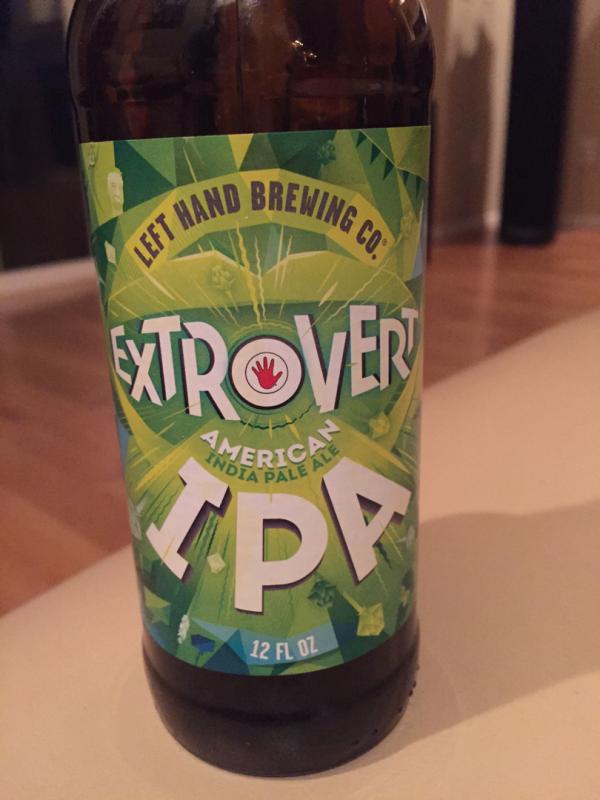 LEFT HAND BREWING CO.®
EXTROVERT
AMERICAN
INDIA PALE ALE
IPA
12 FL OZ